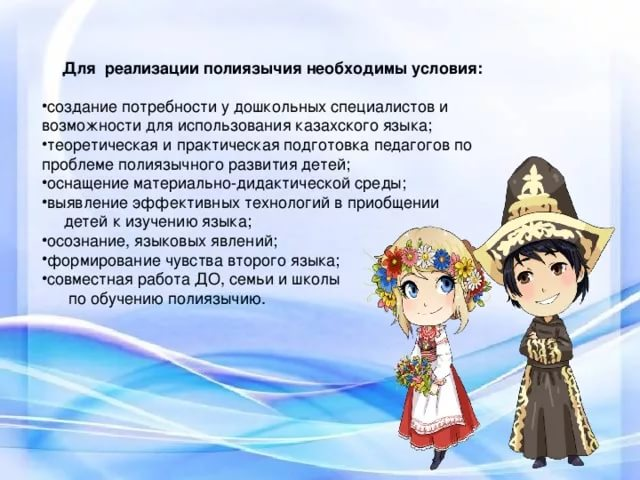 Для  реализации полиязычия необходимы условия:
•создание потребности у дошкольных специалистов и
возможности для использования казахского языка;
•теоретическая и практическая подготовка педагогов по
проблеме полиязычного развития детей;
•оснащение материально-дидактической среды;
•выявление эффективных технологий в приобщении
детей к изучению языка;
•осознание, языковых явлений;
•формирование чувства второго языка;
•совместная работа ДО, семьи и школы
по обучению полиязычию.